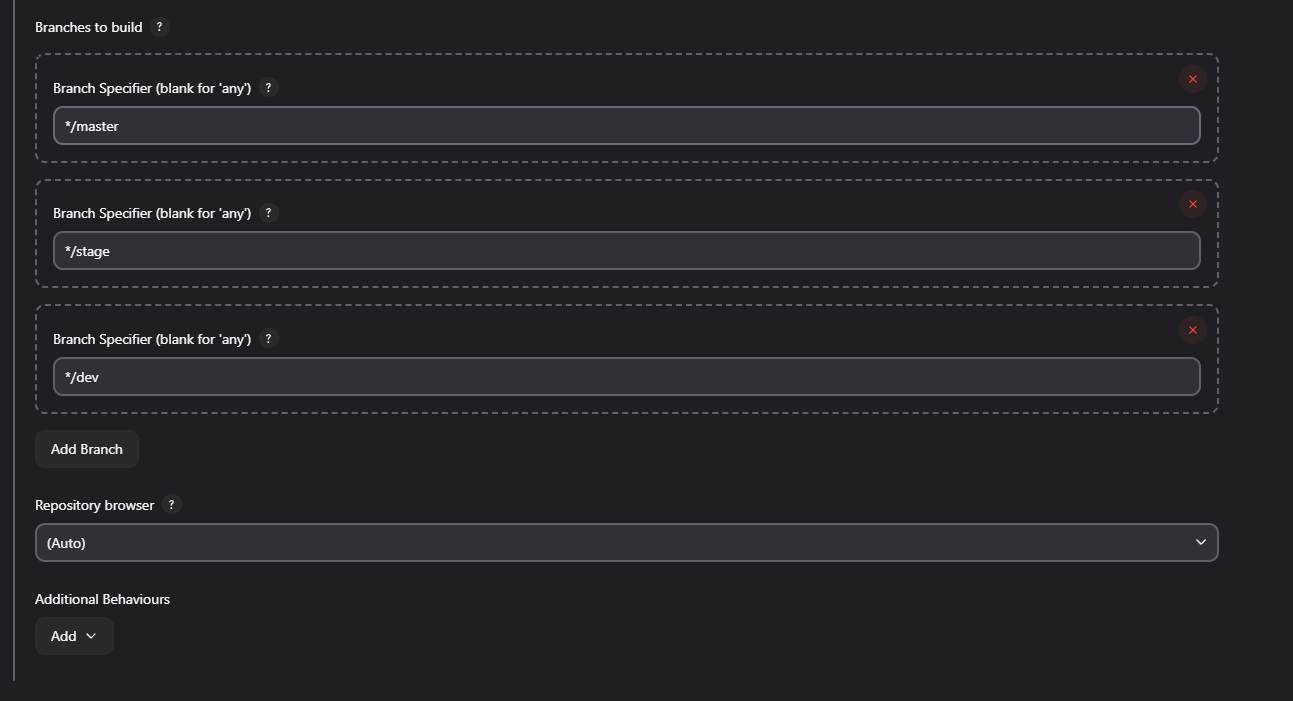 Branches to build ?
Branch Specifier (blank for 'any') ?
*/master
Branch Specifier (blank for 'any') ?
*/stage
Branch Specifier (blank for 'any') ?
*/dev
Add Branch
Repository browser ?
(Auto)
Additional Behaviours
Add